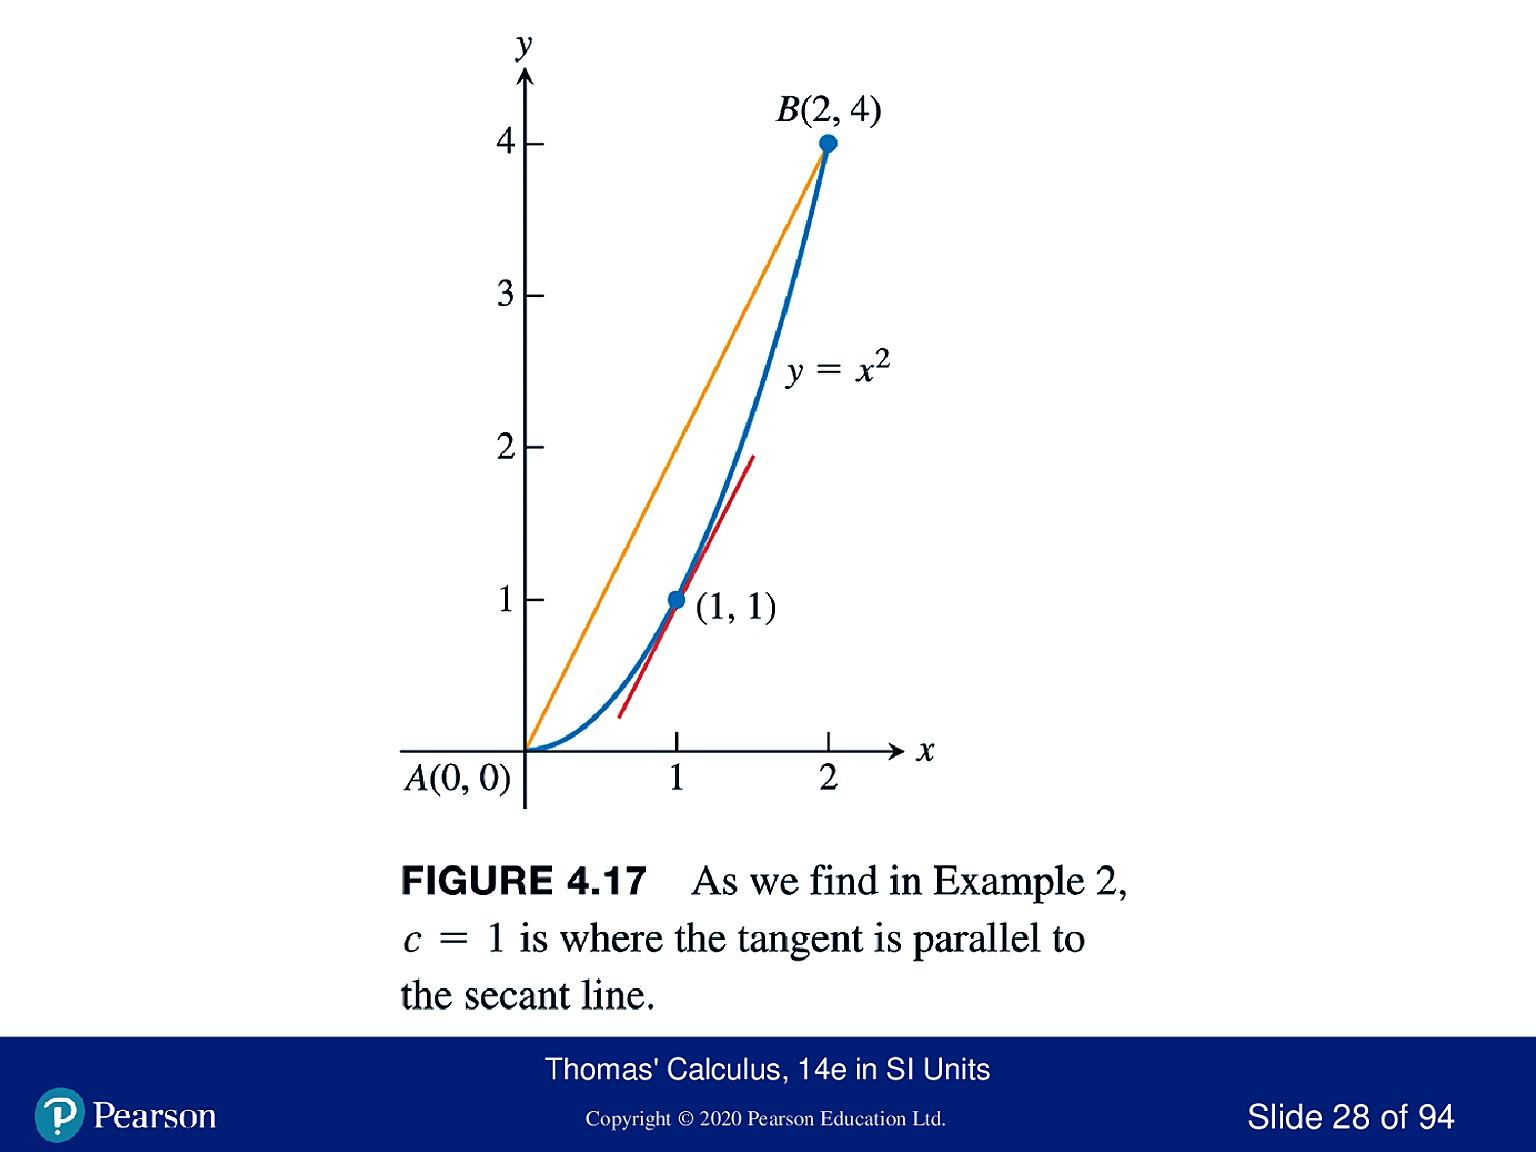 y
B(2, 4)
4
3
y = x²
2
1
(1, 1)
x
A(0, 0)
1
2
FIGURE 4.17 As we find in Example 2,
c = 1 is where the tangent is parallel to
the secant line.
Thomas' Calculus, 14e in SI Units
Pearson
Copyright © 2020 Pearson Education Ltd.
Slide 28 of 94